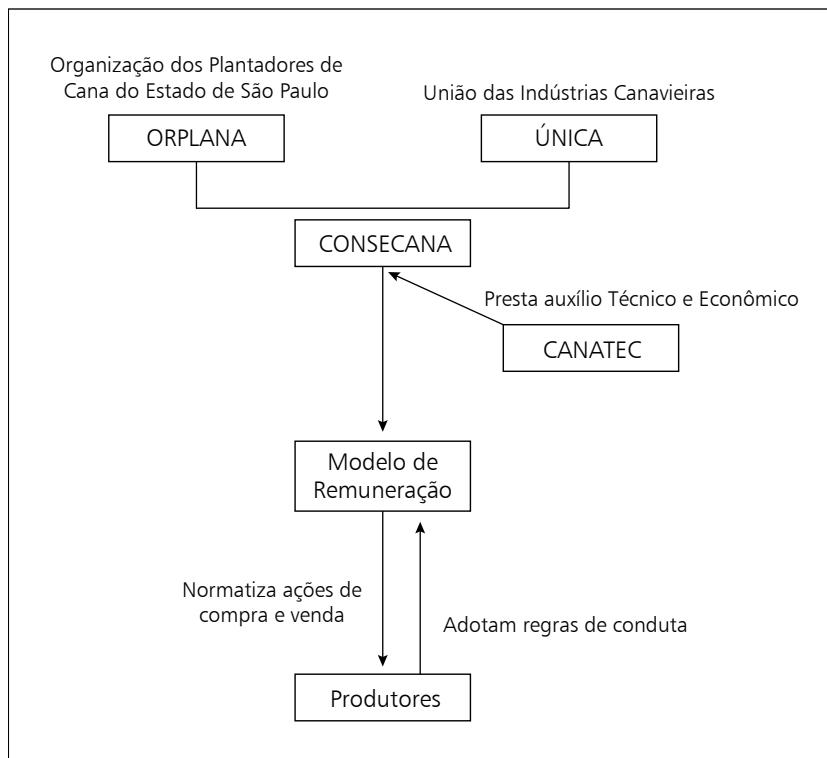 Organização dos Plantadores de
Cana do Estado de São Paulo
ORPLANA
União das Indústrias Canavieiras
ÚNICA
CONSECANA
Presta auxílio Técnico e Econômico
CANATEC
Modelo de
Remuneração
Normatiza ações de
compra e venda
Adotam regras de conduta
Produtores